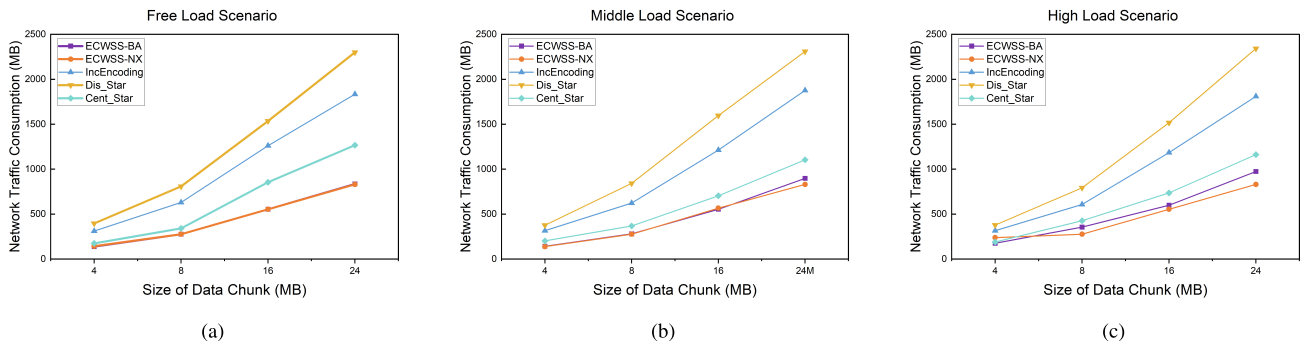 Free Load Scenario
Network Traffic Consumption (MB)
2500
2000
1500
1000
500
0
ECWSS-BA
ECWSS-NX
IncEncoding
Dis_Star
Cent_Star
4 8 16 24
Size of Data Chunk (MB)
(a)
Middle Load Scenario
Network Traffic Consumption (MB)
2500
2000
1500
1000
500
0
ECWSS-BA
ECWSS-NX
IncEncoding
Dis_Star
Cent_Star
4 8 16 24M
Size of Data Chunk (MB)
(b)
High Load Scenario
Network Traffic Consumption (MB)
2500
2000
1500
1000
500
0
ECWSS-BA
ECWSS-NX
IncEncoding
Dis_Star
Cent_Star
4 8 16 24
Size of Data Chunk (MB)
(c)